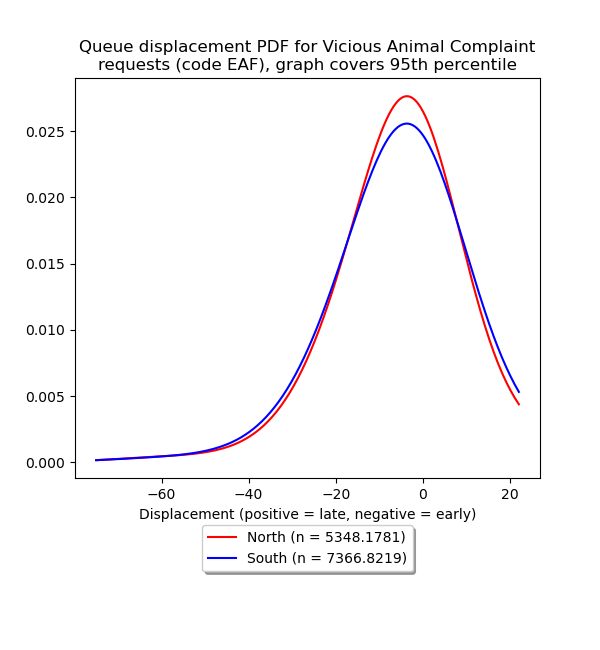 Queue displacement PDF for Vicious Animal Complaint
requests (code EAF), graph covers 95th percentile
0.025
0.020
0.015
0.010
0.005
0.000
−60 −40 −20 0 20
Displacement (positive = late, negative = early)
North (n = 5348.1781)
South (n = 7366.8219)